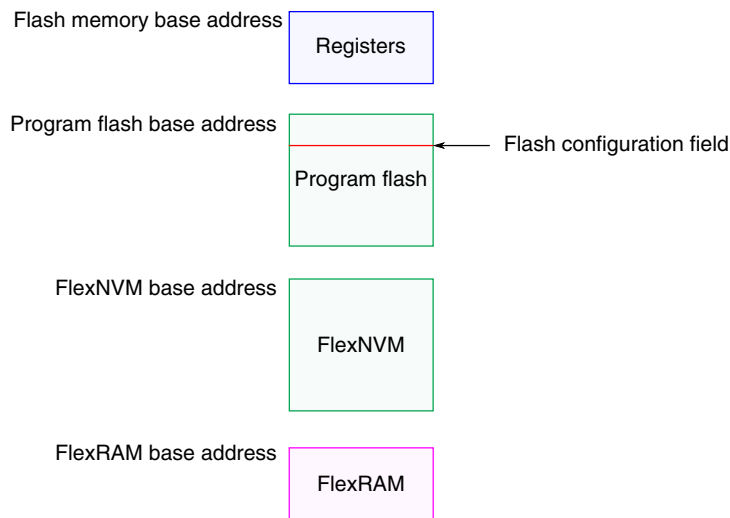 Flash memory base address
Registers
Program flash base address
Flash configuration field
Program flash
FlexNVM base address
FlexNVM
FlexRAM base address
FlexRAM